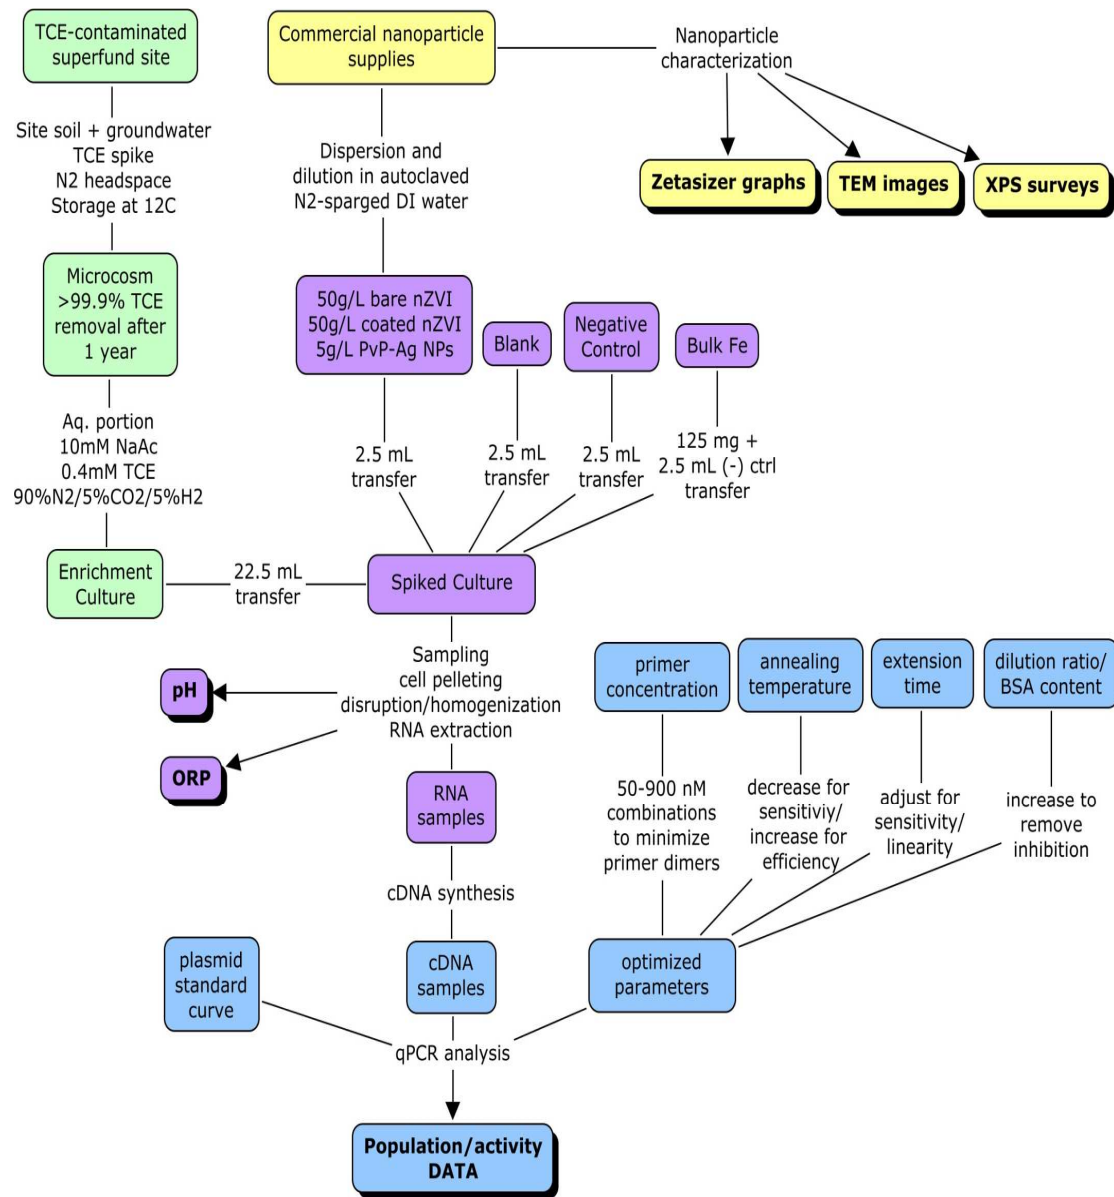 TCE-contaminated
superfund site
Commercial nanoparticle
supplies
Nanoparticle
characterization
Site soil + groundwater
TCE spike
N2 headspace
Storage at 12C
Dispersion and
dilution in autoclaved
N2-sparged DI water
Zetasizer graphs
TEM images
XPS surveys
Microcosm
>99.9% TCE
removal after
1 year
50g/L bare nZVI
50g/L coated nZVI
5g/L PvP-Ag NPs
Blank
Negative
Control
Bulk Fe
Aq. portion
10mM NaAc
0.4mM TCE
90%N2/5%CO2/5%H2
2.5 mL
transfer
2.5 mL
transfer
2.5 mL
transfer
125 mg +
2.5 mL (-) ctrl
transfer
Enrichment
Culture
22.5 mL
transfer
Spiked Culture
Sampling
cell pelleting
disruption/homogenization
RNA extraction
pH
ORP
primer
concentration
annealing
temperature
extension
time
dilution ratio/
BSA content
RNA
samples
50-900 nM
combinations
to minimize
primer dimers
decrease for
sensitiviy/
increase for
efficiency
adjust for
sensitivity/
linearity
increase to
remove
inhibition
cDNA synthesis
plasmid
standard
curve
cDNA
samples
optimized
parameters
qPCR analysis
Population/activity
DATA